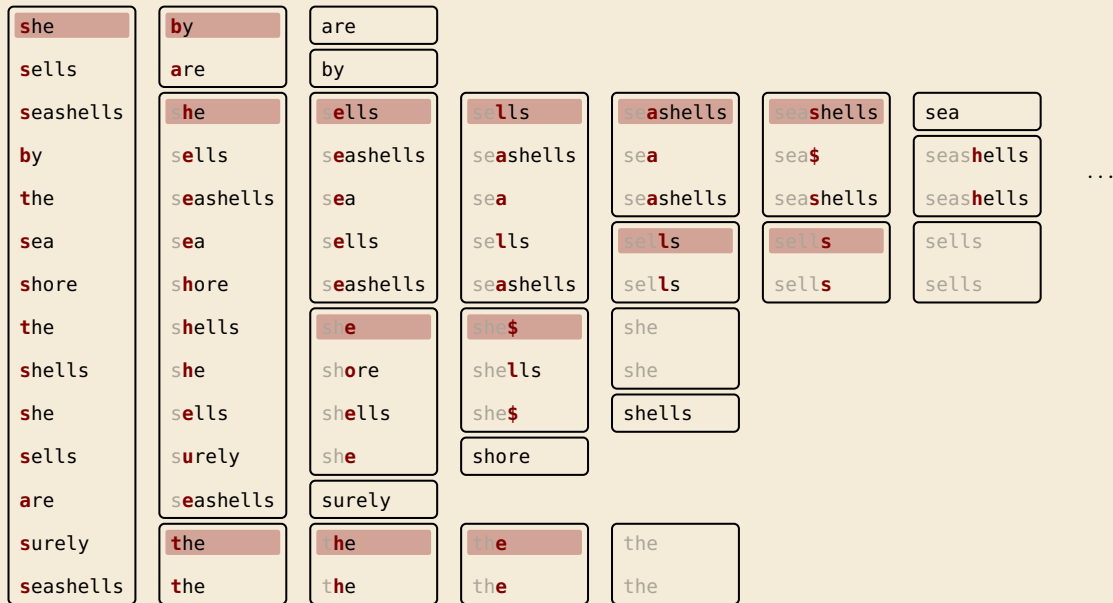 she by are
sells are by
seashells she sells sells seashells seashells sea
by sells seashells seashells sea sea$ seashells ...
the seashells sea sea seashells seashells seashells
sea sea sells sells sells sells sells
shore shore seashells seashells sells sells sells
the shells she she$ she
shells she shore shells she
she sells shells she$ shells
sells surely she shore
are seashells surely
surely the the the the
seashells the the the the